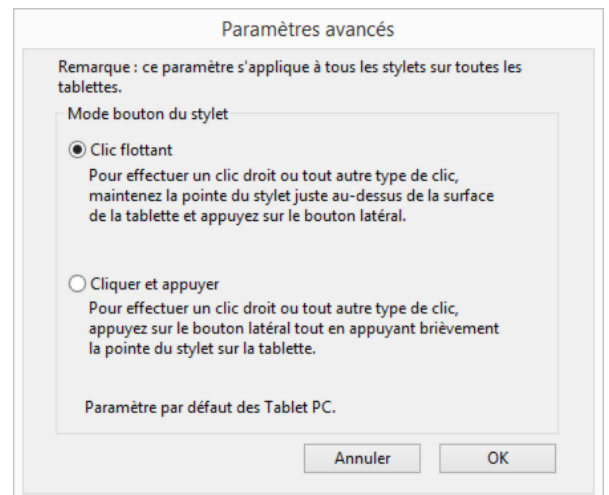 Paramètres avancés
Remarque : ce paramètre s'applique à tous les stylets sur toutes les
tablettes.
Mode bouton du stylet
Clic flottant
Pour effectuer un clic droit ou tout autre type de clic,
maintenez la pointe du stylet juste au-dessus de la surface
de la tablette et appuyez sur le bouton latéral.
Cliquer et appuyer
Pour effectuer un clic droit ou tout autre type de clic,
appuyez sur le bouton latéral tout en appuyant brièvement
la pointe du stylet sur la tablette.
Paramètre par défaut des Tablet PC.
Annuler
OK